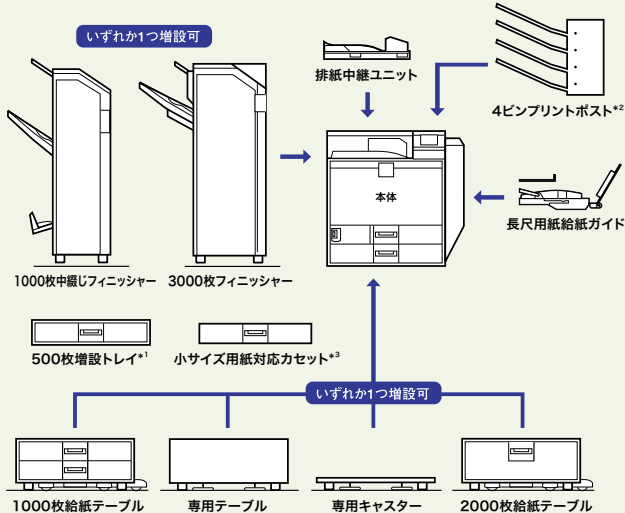 いずれか1つ増設可
排紙中継ユニット
4ビンプリントポスト*2
本体
長尺用紙給紙ガイド
1000枚中綴じフィニッシャー
3000枚フィニッシャー
500枚増設トレイ*1
小サイズ用紙対応カセット*3
いずれか1つ増設可
1000枚給紙テーブル
専用テーブル
専用キャスター
2000枚給紙テーブル